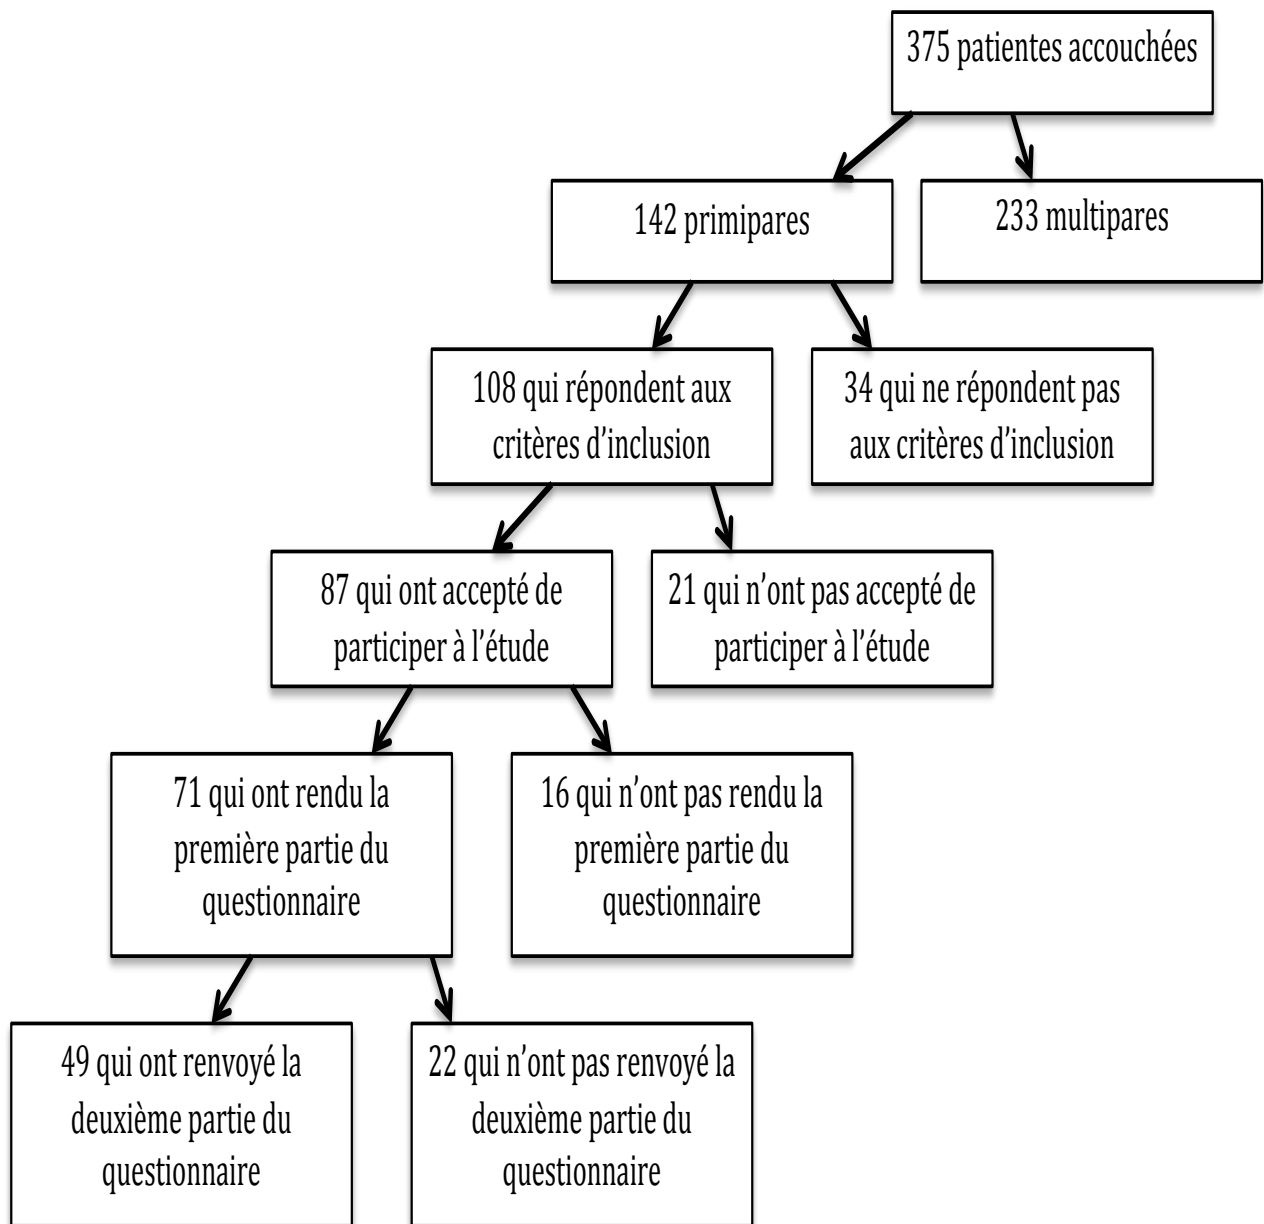 375 patientes accouchées
142 primipares
233 multipares
108 qui répondent aux
critères d’inclusion
34 qui ne répondent pas
aux critères d’inclusion
87 qui ont accepté de
participer à l’étude
21 qui n’ont pas accepté de
participer à l’étude
71 qui ont rendu la
première partie du
questionnaire
16 qui n’ont pas rendu la
première partie du
questionnaire
49 qui ont renvoyé la
deuxième partie du
questionnaire
22 qui n’ont pas renvoyé la
deuxième partie du
questionnaire